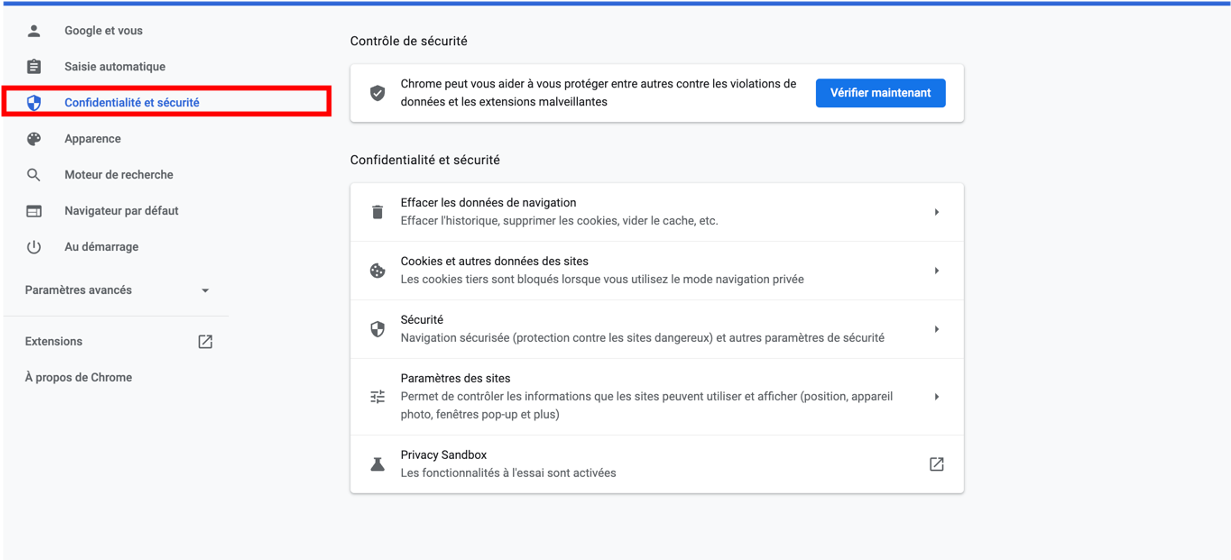 Google et vous
Saisie automatique
Confidentialité et sécurité
Apparence
Moteur de recherche
Navigateur par défaut
Au démarrage
Paramètres avancés
Extensions
À propos de Chrome
Contrôle de sécurité
Chrome peut vous aider à vous protéger entre autres contre les violations de
données et les extensions malveillantes
Vérifier maintenant
Confidentialité et sécurité
Effacer les données de navigation
Effacer l'historique, supprimer les cookies, vider le cache, etc.
Cookies et autres données des sites
Les cookies tiers sont bloqués lorsque vous utilisez le mode navigation privée
Sécurité
Navigation sécurisée (protection contre les sites dangereux) et autres paramètres de sécurité
Paramètres des sites
Permet de contrôler les informations que les sites peuvent utiliser et afficher (position, appareil
photo, fenêtres pop-up et plus)
Privacy Sandbox
Les fonctionnalités à l'essai sont activées